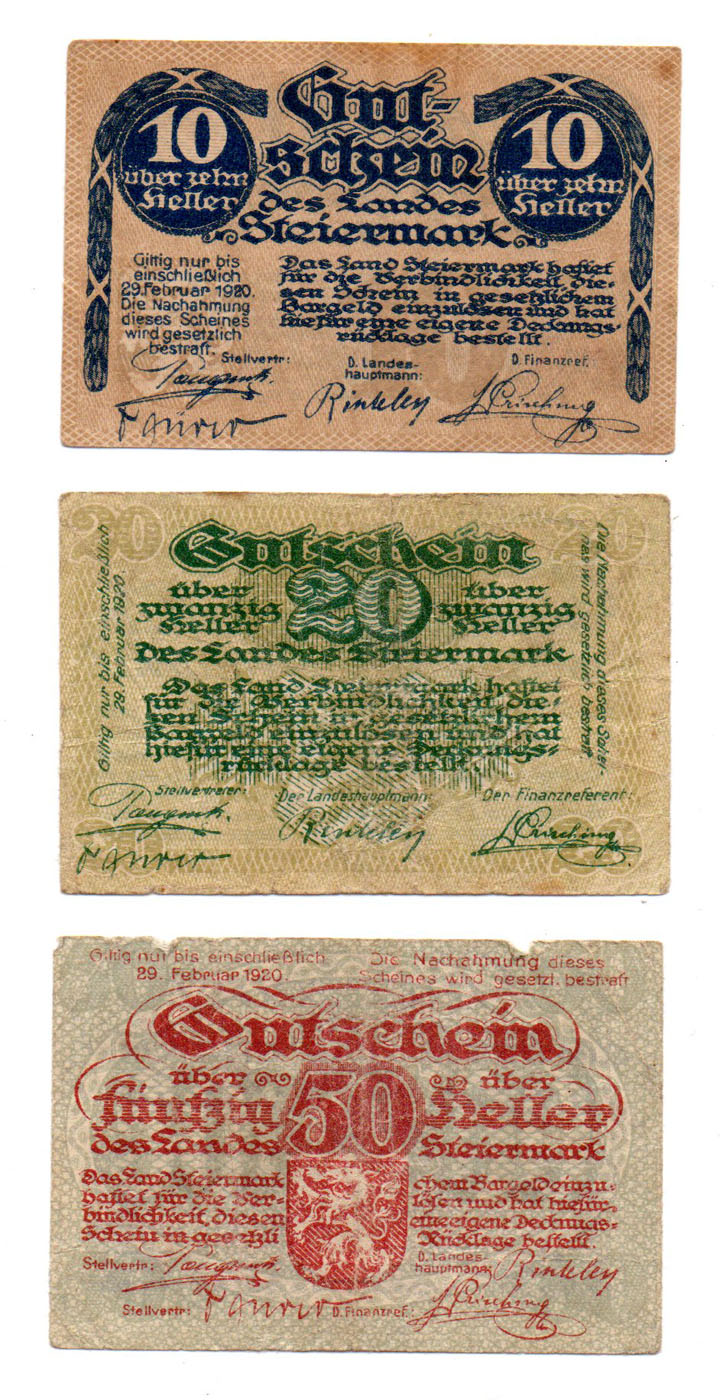 10
über zehn
Heller
Gut-
schein
des Landes
Steiermark
10
über zehn
Heller
Giltig nur bis
einschließlich
29. Februar 1920.
Die Nachahmung
dieses Scheines
wird gesetzlich
bestraft.
Das Land Steiermark haftet
für die Verbindlichkeit, die-
sen Schein in gesetzlichem
Bargeld einzulösen und hat
hiefür eine eigene Deckungs-
rücklage bestellt.
Stellvertr:
D. Landes-
hauptmann:
D. Finanzref.
Rintelen
20
20
Giltig nur bis einschließlich
29. Februar 1920.
Gutschein
über
zwanzig
Heller
20
über
zwanzig
Heller
des Landes Steiermark
Das Land Steiermark haftet
für die Verbindlichkeit, die-
sen Schein in gesetzlichem
Bargeld einzulösen und hat
hiefür eine eigene Deckungs-
rücklage bestellt.
Die Nachahmung dieses Schei-
nes wird gesetzlich bestraft.
Stellvertreter:
Der Landeshauptmann:
Der Finanzreferent:
Rintelen
Giltig nur bis einschließlich
29. Februar 1920
Die Nachahmung dieses
Scheines wird gesetzl. bestraft
Gutschein
über 50 über
fünfzig Heller
des Landes Steiermark
Das Land Steiermark
haftet für die Ver-
bindlichkeit, diesen
Schein in gesetzli
chem Bargeld einzu-
lösen und hat hiefür
eine eigene Deckungs-
Rücklage bestellt.
Stellvertr:
D. Landes-
hauptmann:
Rintelen
Stellvertr:
D. Finanzref.: